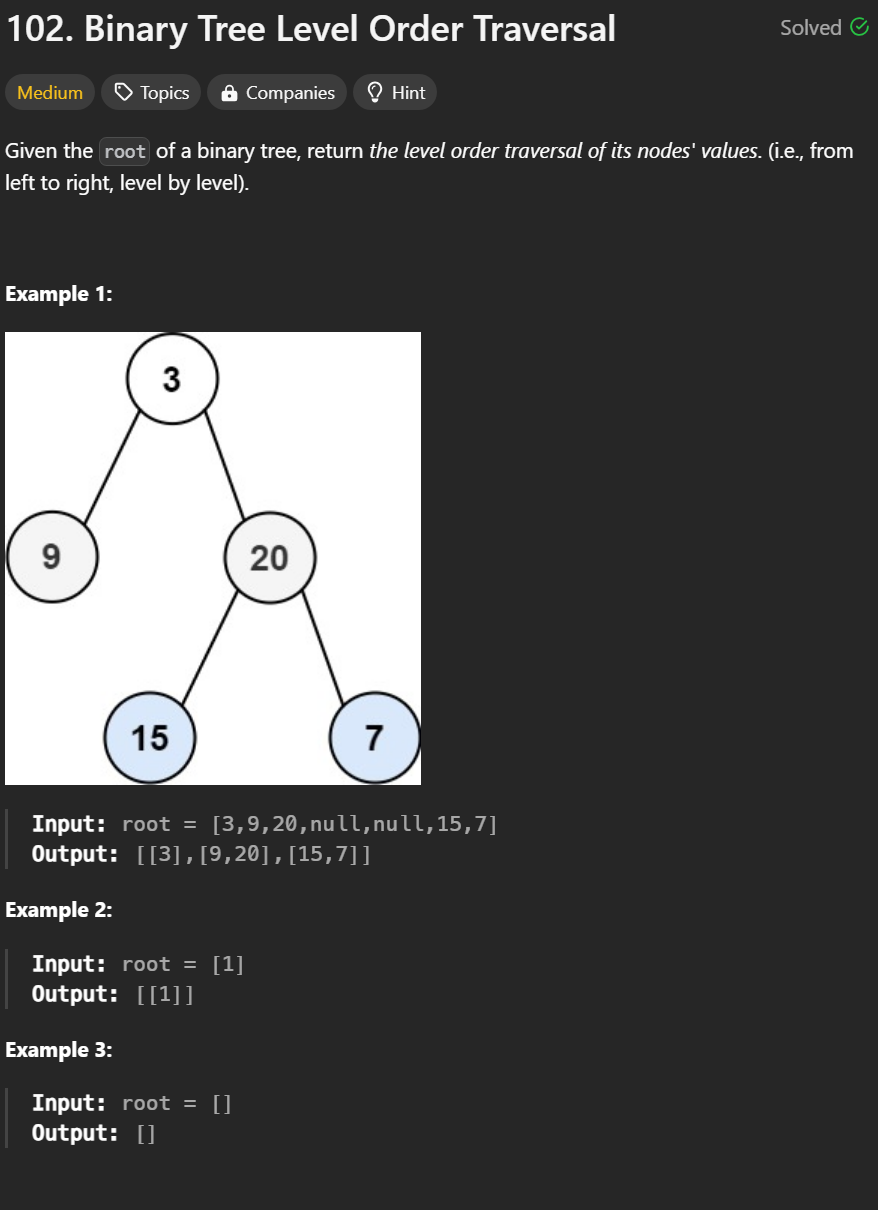 102. Binary Tree Level Order Traversal
Solved
Medium
Topics
Companies
Hint
Given the root of a binary tree, return the level order traversal of its nodes' values. (i.e., from
left to right, level by level).
Example 1:
3
9
20
15
7
Input: root = [3,9,20,null,null,15,7]
Output: [[3],[9,20],[15,7]]
Example 2:
Input: root = [1]
Output: [[1]]
Example 3:
Input: root = []
Output: []